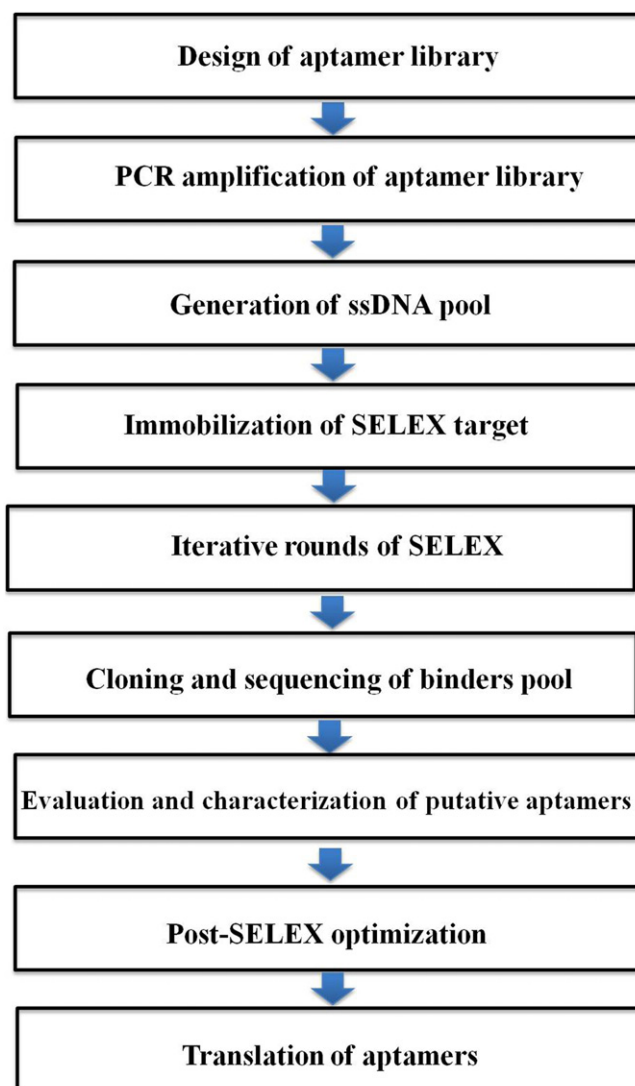 Design of aptamer library
PCR amplification of aptamer library
Generation of ssDNA pool
Immobilization of SELEX target
Iterative rounds of SELEX
Cloning and sequencing of binders pool
Evaluation and characterization of putative aptamers
Post-SELEX optimization
Translation of aptamers